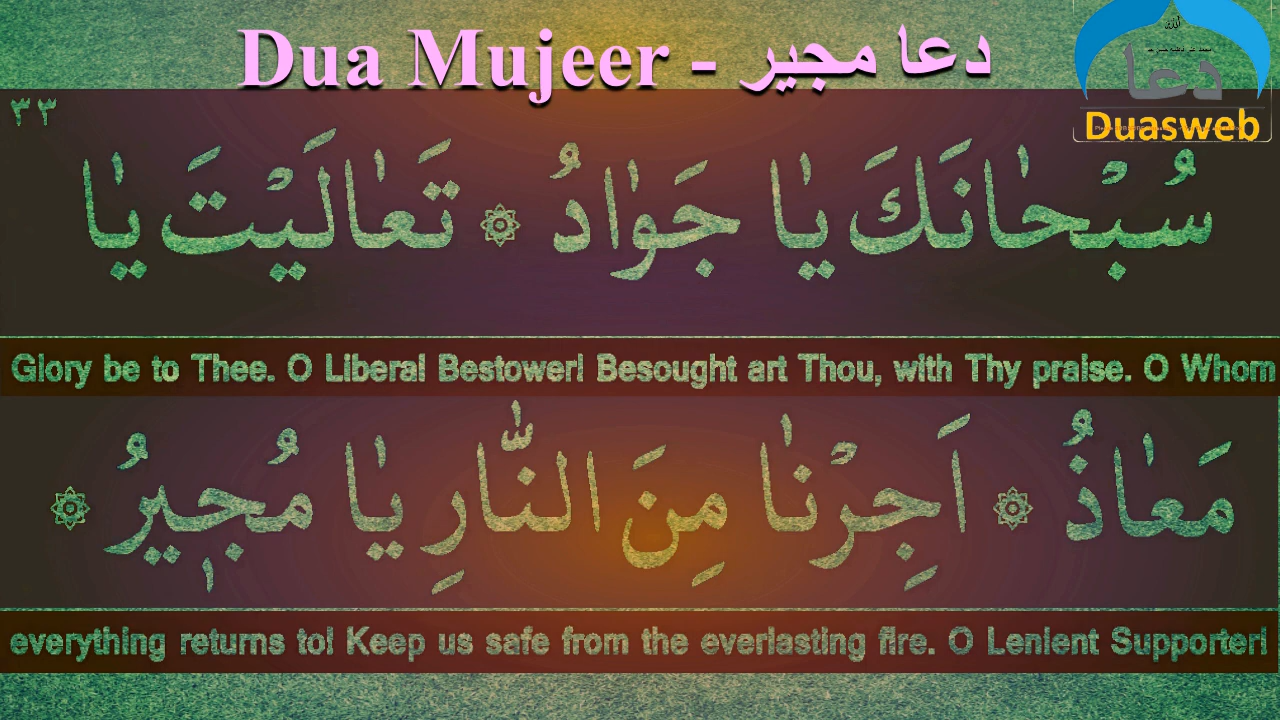 Dua Mujeer - دعا مجير
دعا
Duasweb
٣٣
سُبْحٰانَكَ يٰا جَوٰادُ ۞ تَعٰالَيْتَ يٰا
Glory be to Thee. O Liberal Bestower! Besought art Thou, with Thy praise. O Whom
مَعٰاذُ ۞ اَجِرْنٰا مِنَ النّٰارِ يٰا مُجٖيرُ ۞
everything returns to! Keep us safe from the everlasting fire. O Lenient Supporter!